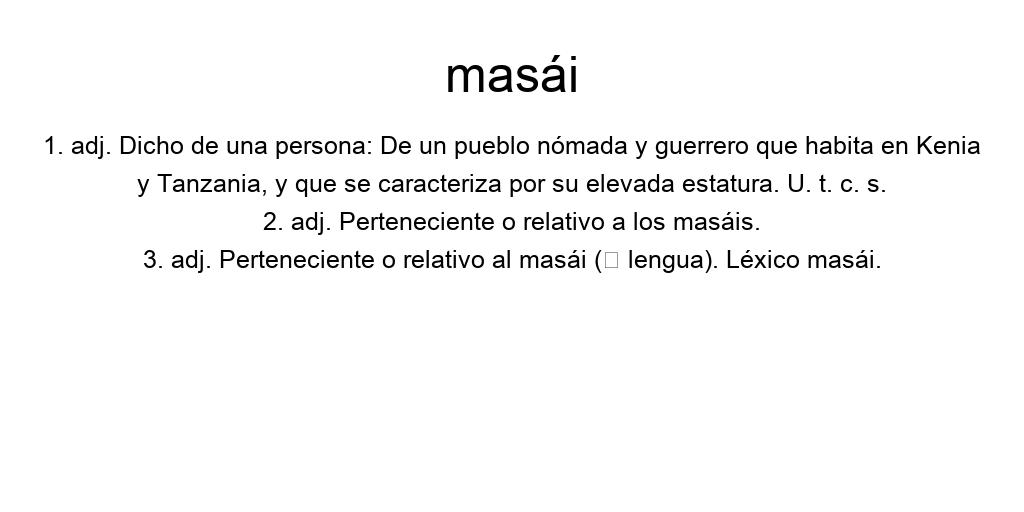 masái
1. adj. Dicho de una persona: De un pueblo nómada y guerrero que habita en Kenia
y Tanzania, y que se caracteriza por su elevada estatura. U. t. c. s.
2. adj. Perteneciente o relativo a los masáis.
3. adj. Perteneciente o relativo al masái (□ lengua). Léxico masái.